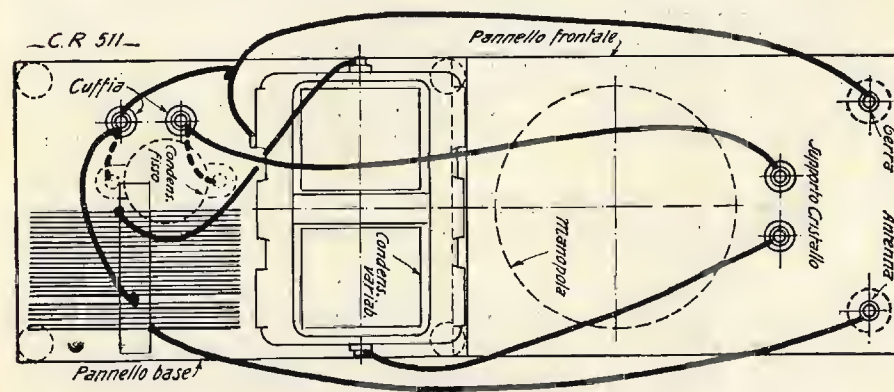 C.R 511
Pannello frontale
Cuffia
Condens.
fisso
Condens.
variab.
manopola
Supporto Cristallo
Terra
Antenna
Pannello base